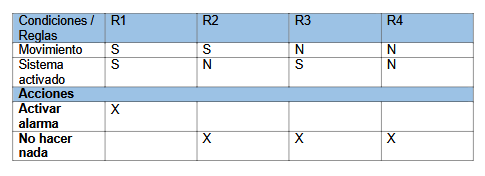 Condiciones / Reglas R1 R2 R3 R4
Movimiento S S N N
Sistema activado S N S N
Acciones
Activar alarma X
No hacer nada X X X